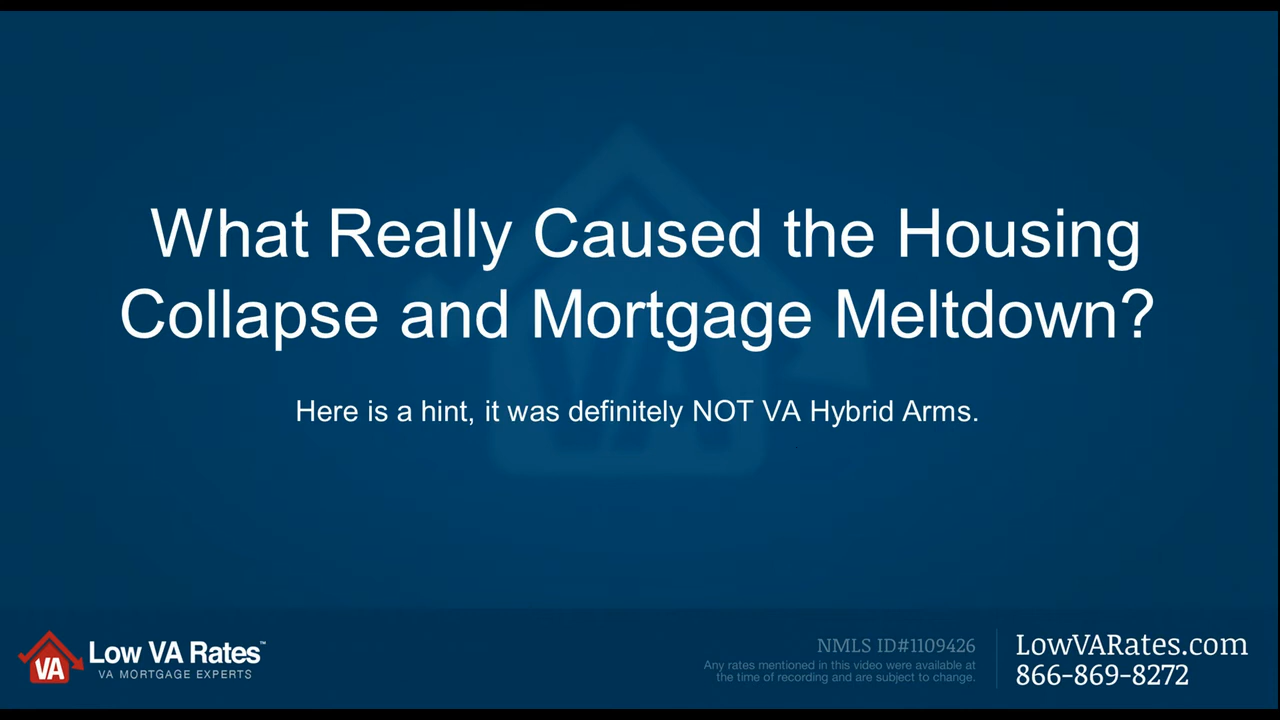 What Really Caused the Housing
Collapse and Mortgage Meltdown?
Here is a hint, it was definitely NOT VA Hybrid Arms.
VA
VA
Low VA Rates™
VA MORTGAGE EXPERTS
NMLS ID#1109426
Any rates mentioned in this video were available at
the time of recording and are subject to change.
LowVARates.com
866-869-8272